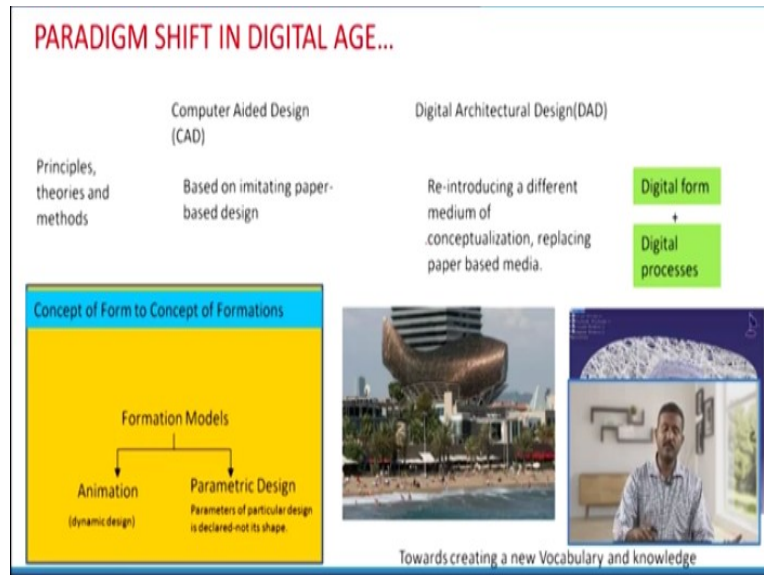 PARADIGM SHIFT IN DIGITAL AGE...
Computer Aided Design
(CAD)
Digital Architectural Design(DAD)
Principles,
theories and
methods
Based on imitating paper-
based design
Re-introducing a different
medium of
.conceptualization, replacing
paper based media.
Digital form
+
Digital
processes
Concept of Form to Concept of Formations
Formation Models
Animation
(dynamic design)
Parametric Design
Parameters of particular design
is declared-not its shape.
Towards creating a new Vocabulary and knowledge